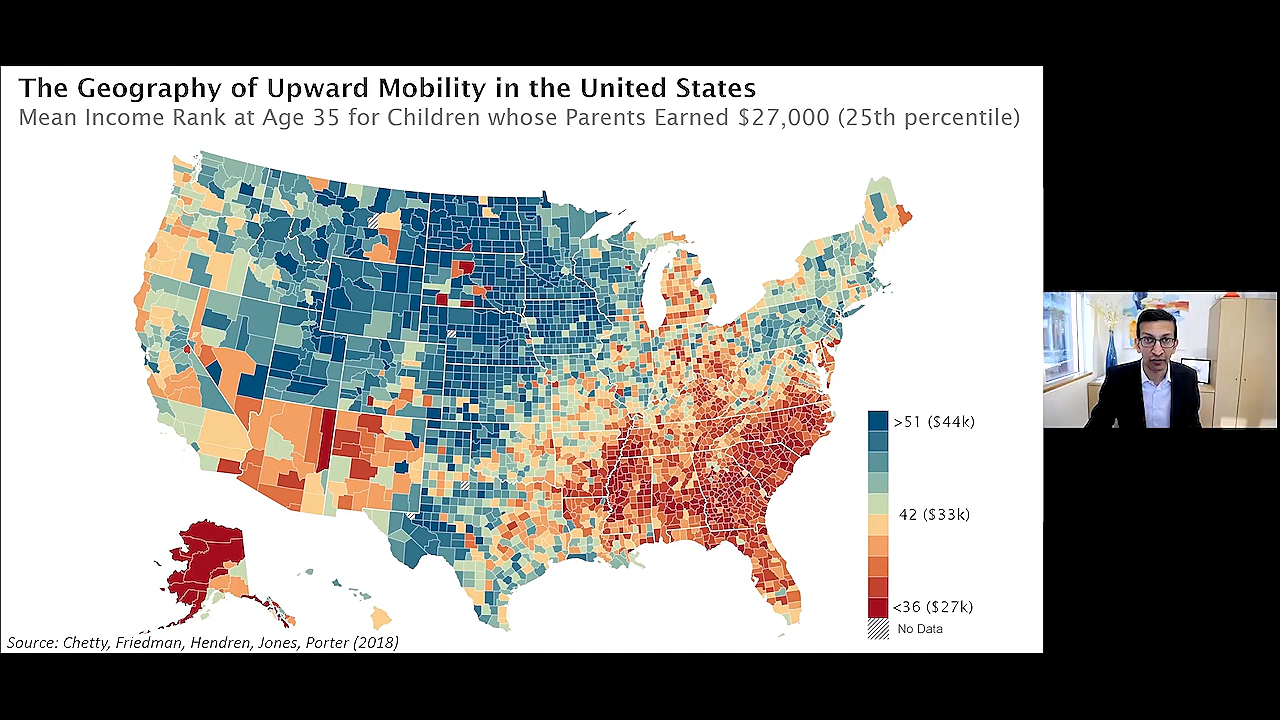 The Geography of Upward Mobility in the United States
Mean Income Rank at Age 35 for Children whose Parents Earned $27,000 (25th percentile)
>51 ($44k)
42 ($33k)
<36 ($27k)
No Data
Source: Chetty, Friedman, Hendren, Jones, Porter (2018)